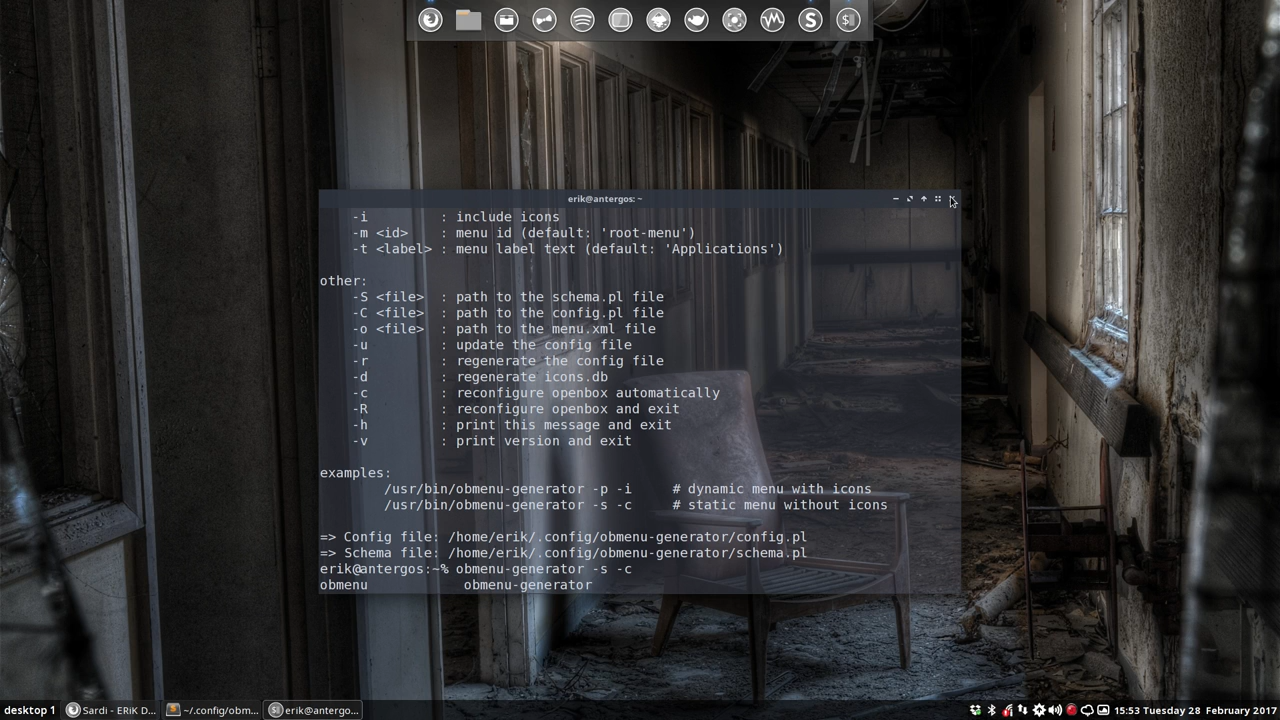 erik@antergos: ~
-i : include icons
-m <id> : menu id (default: 'root-menu')
-t <label> : menu label text (default: 'Applications')
other:
-S <file> : path to the schema.pl file
-C <file> : path to the config.pl file
-o <file> : path to the menu.xml file
-u : update the config file
-r : regenerate the config file
-d : regenerate icons.db
-c : reconfigure openbox automatically
-R : reconfigure openbox and exit
-h : print this message and exit
-v : print version and exit
examples:
/usr/bin/obmenu-generator -p -i # dynamic menu with icons
/usr/bin/obmenu-generator -s -c # static menu without icons
=> Config file: /home/erik/.config/obmenu-generator/config.pl
=> Schema file: /home/erik/.config/obmenu-generator/schema.pl
erik@antergos:~% obmenu-generator -s -c
obmenu obmenu-generator
desktop 1 Sardi - ERiK D... ~/.config/obm... erik@antergo... 15:53 Tuesday 28 February 2017